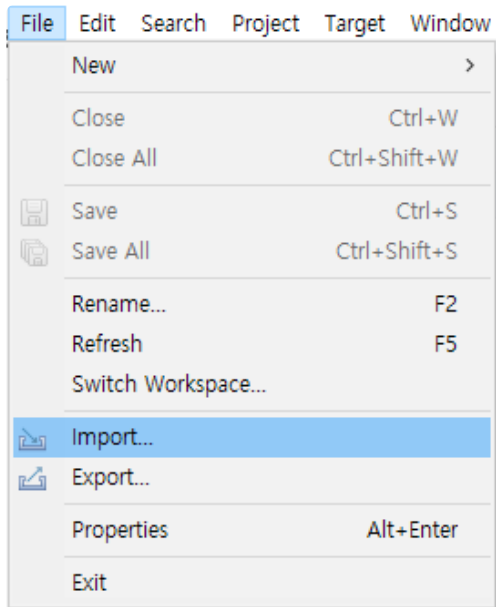 File Edit Search Project Target Window
New >
Close Ctrl+W
Close All Ctrl+Shift+W
Save Ctrl+S
Save All Ctrl+Shift+S
Rename... F2
Refresh F5
Switch Workspace...
Import...
Export...
Properties Alt+Enter
Exit